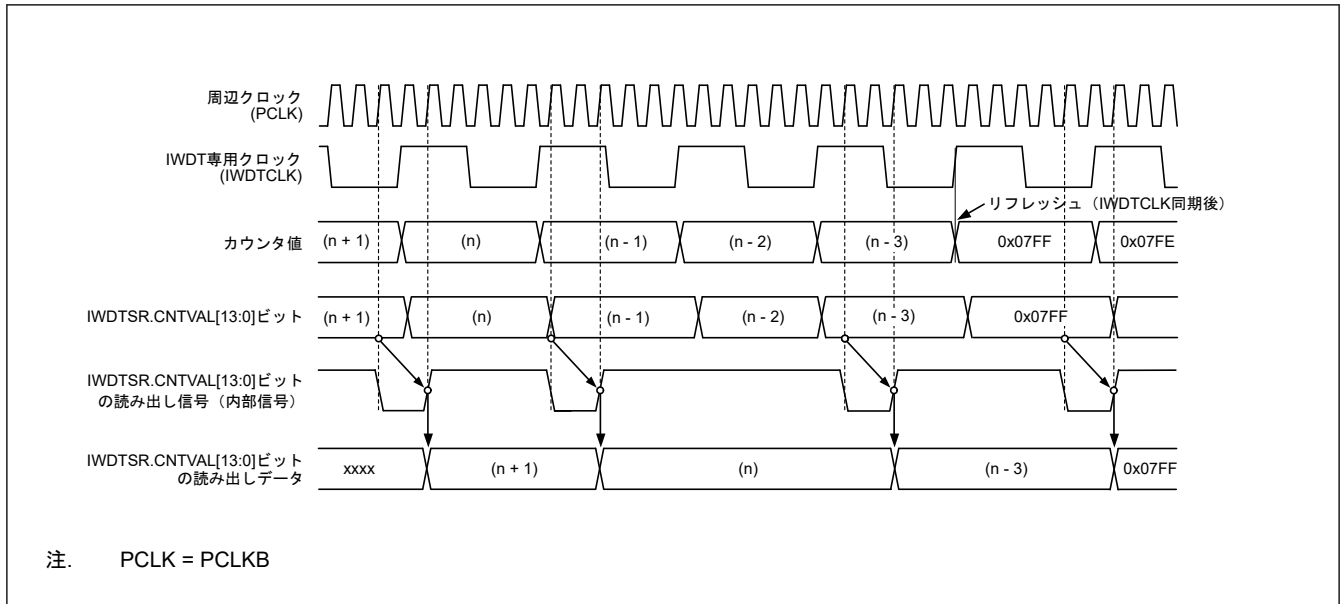 周辺クロック
(PCLK)
IWDT専用クロック
(IWDTCLK)
リフレッシュ（IWDTCLK同期後）
カウンタ値 (n + 1) (n) (n - 1) (n - 2) (n - 3) 0x07FF 0x07FE
IWDTSR.CNTVAL[13:0]ビット (n + 1) (n) (n - 1) (n - 2) (n - 3) 0x07FF
IWDTSR.CNTVAL[13:0]ビット
の読み出し信号（内部信号）
IWDTSR.CNTVAL[13:0]ビット
の読み出しデータ xxxx (n + 1) (n) (n - 3) 0x07FF
注. PCLK = PCLKB